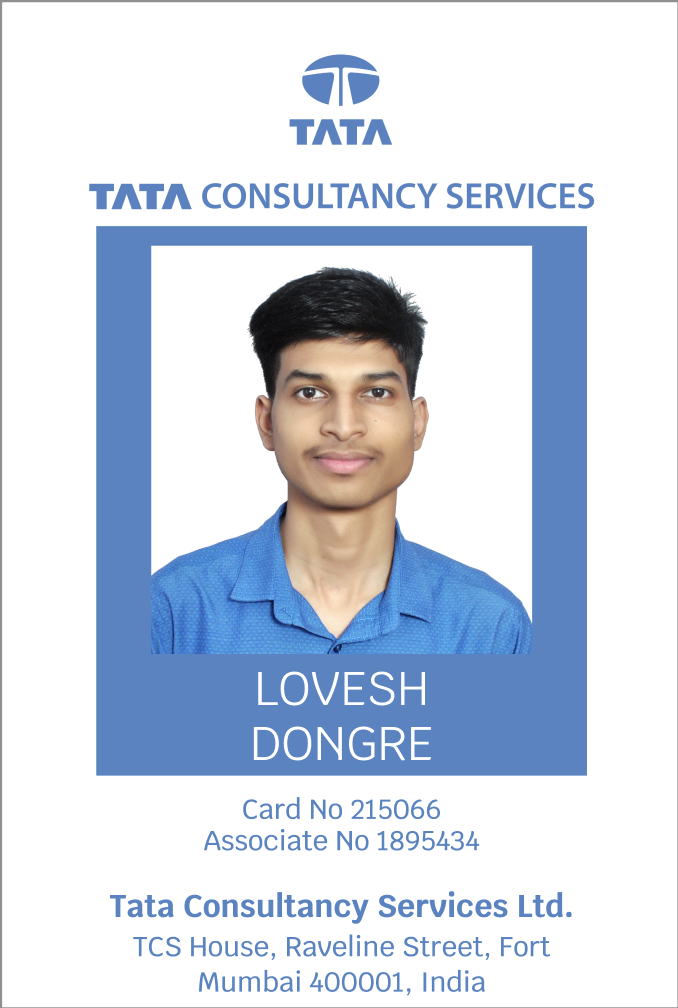 TATA
TATA CONSULTANCY SERVICES
LOVESH
DONGRE
Card No 215066
Associate No 1895434
Tata Consultancy Services Ltd.
TCS House, Raveline Street, Fort
Mumbai 400001, India